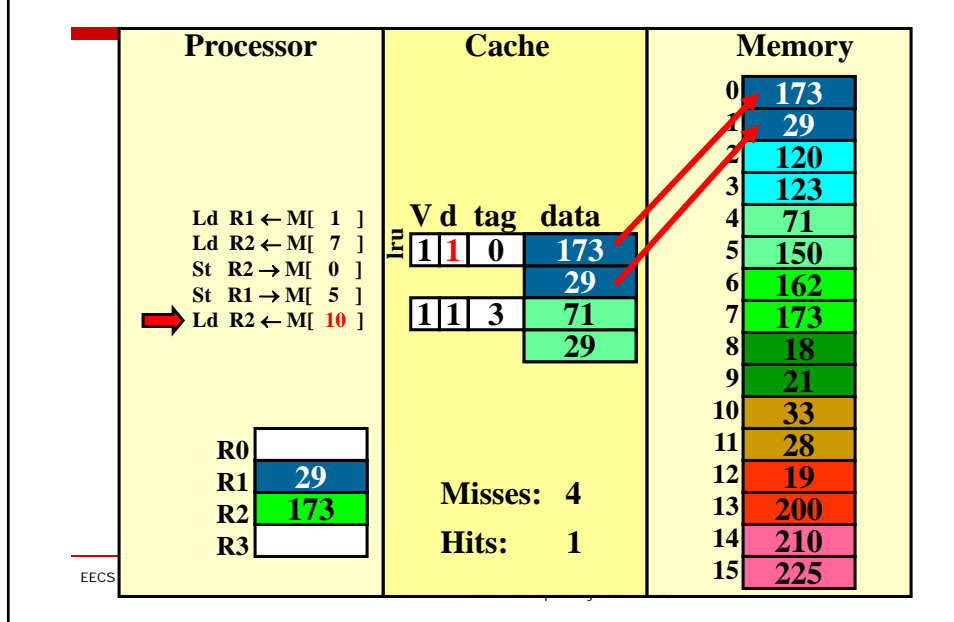 Processor
Cache
Memory
0 173
1 29
2 120
3 123
4 71
5 150
6 162
7 173
8 18
9 21
10 33
11 28
12 19
13 200
14 210
15 225
Ld R1 ← M[ 1 ]
Ld R2 ← M[ 7 ]
St R2 → M[ 0 ]
St R1 → M[ 5 ]
Ld R2 ← M[ 10 ]
V d tag data
lru
1 1 0 173
29
1 1 3 71
29
R0
R1 29
R2 173
R3
Misses: 4
Hits: 1
EECS